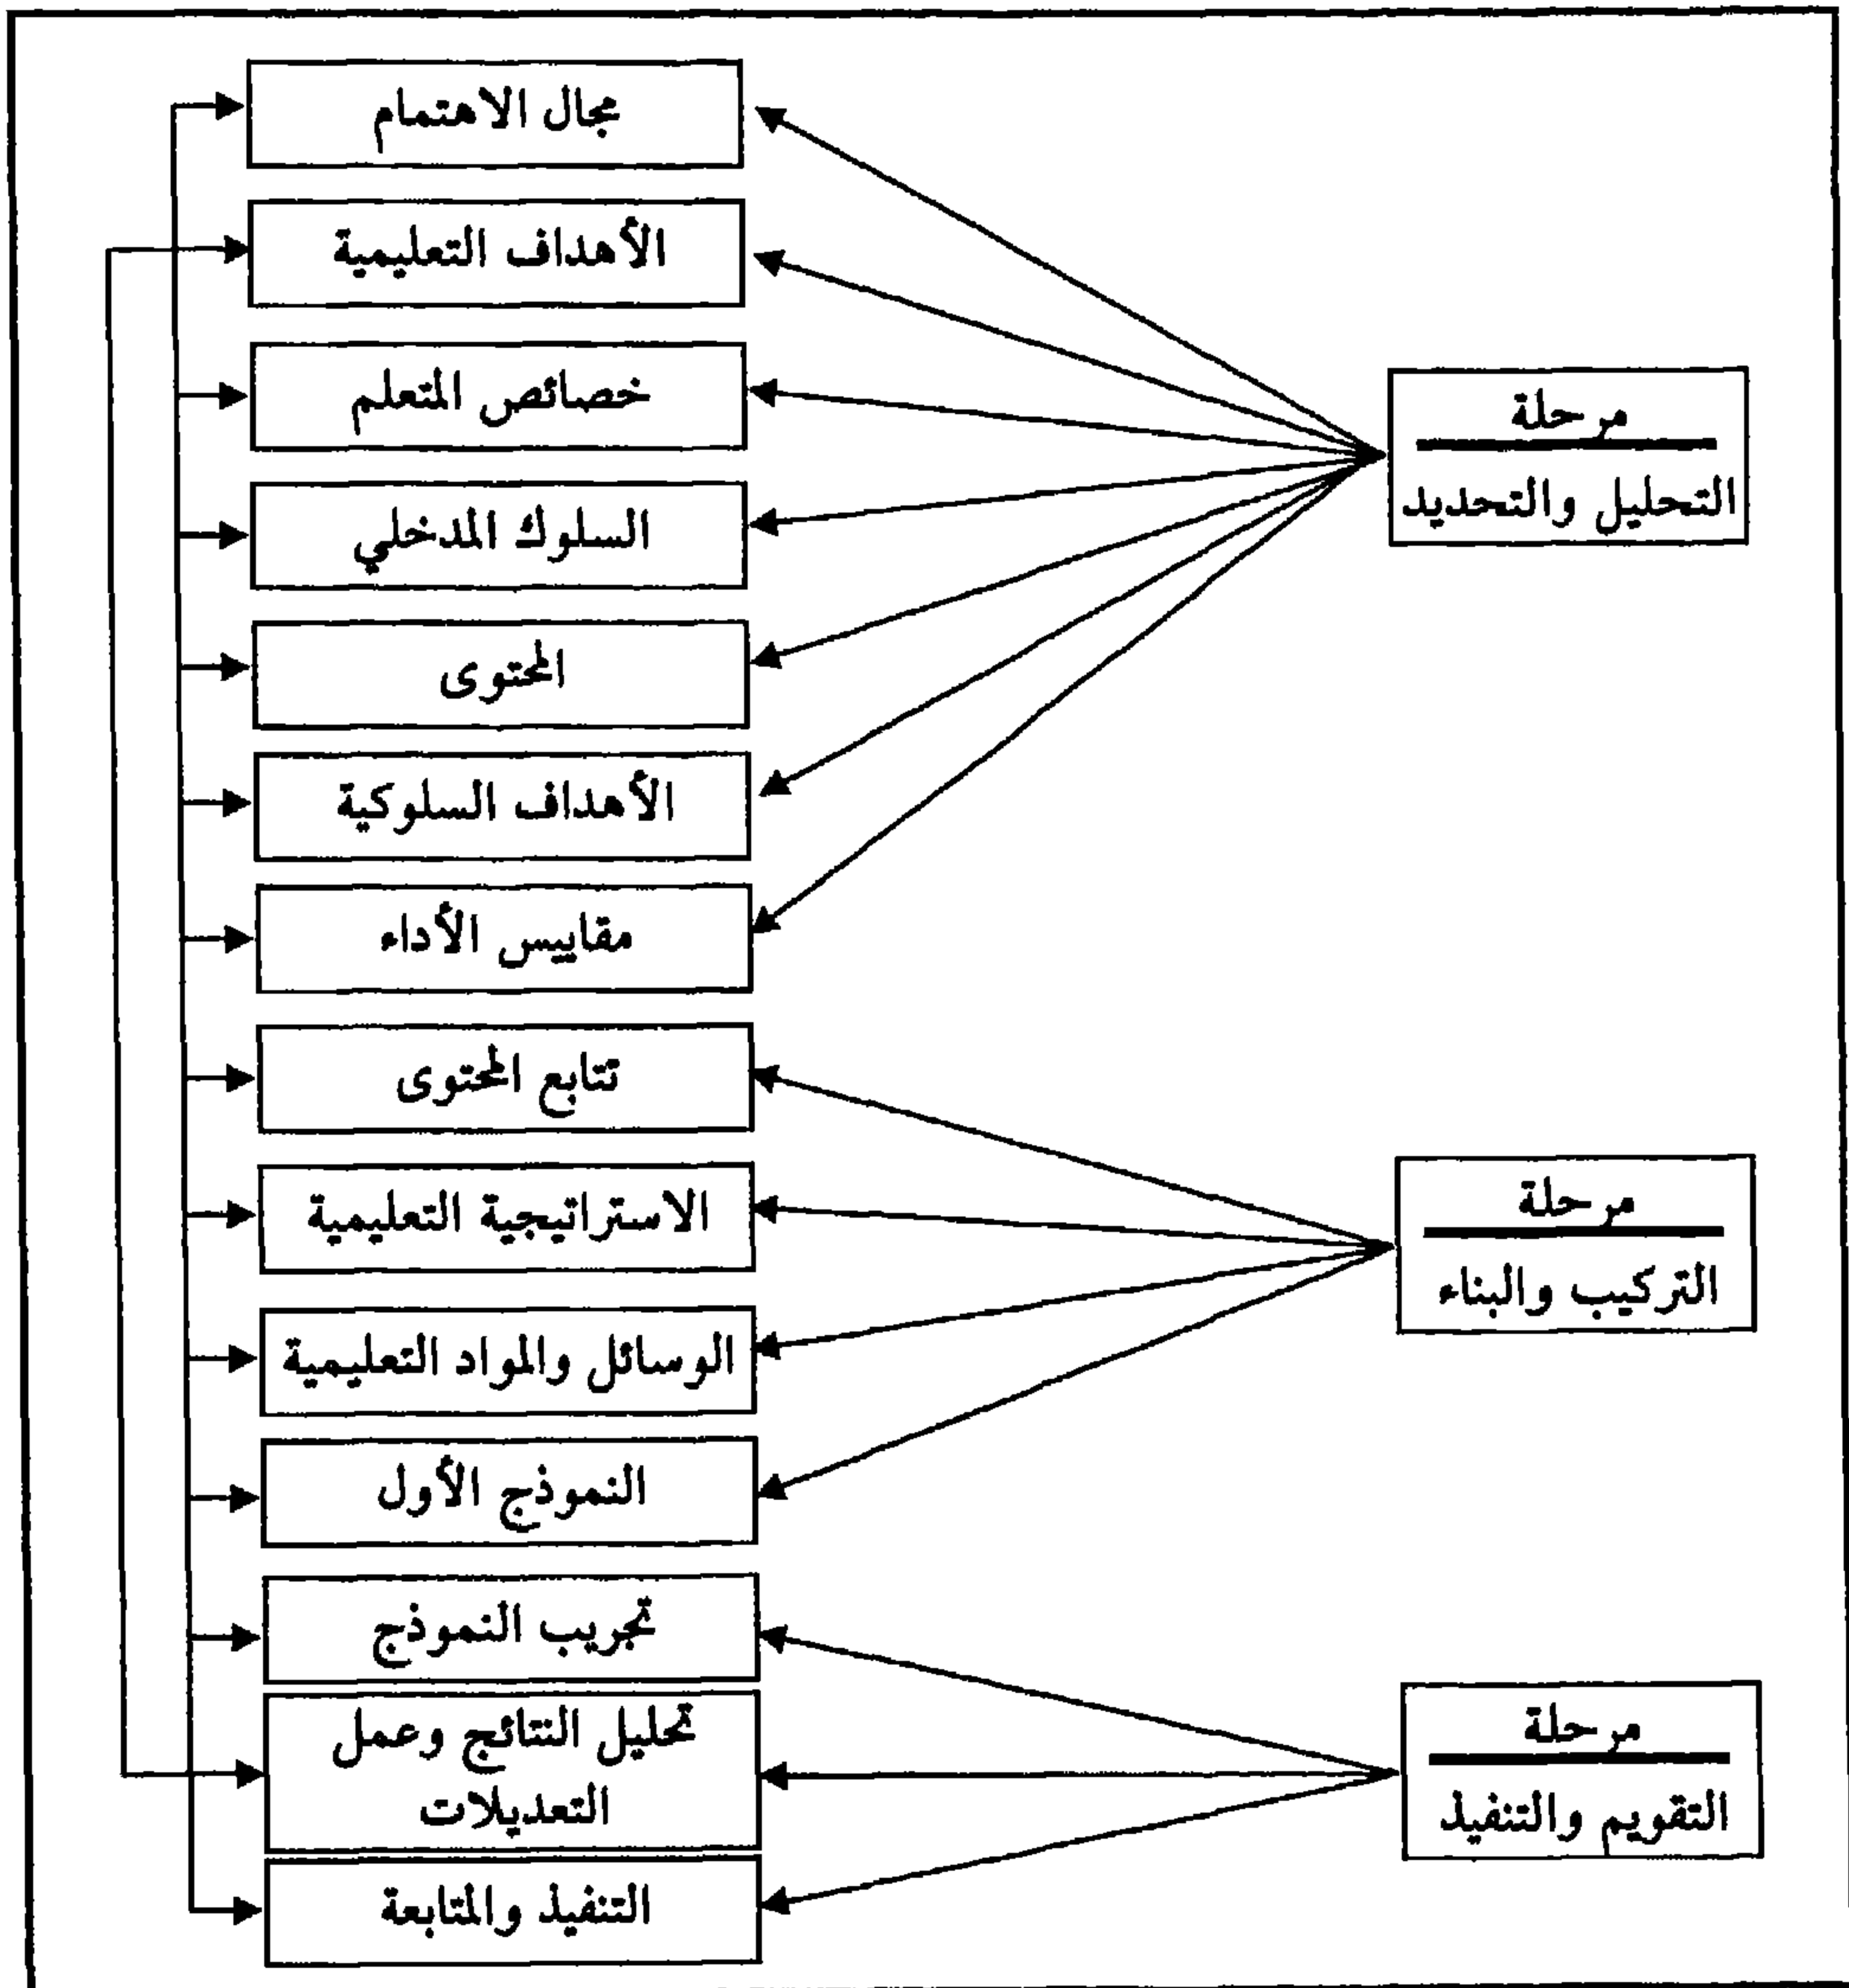 مرحلة
التحليل والتحديد
مجال الاهتمام
الأهداف التعليمية
خصائص المتعلم
السلوك المدخلي
المحتوى
الأهداف السلوكية
مقاييس الأداء
مرحلة
التركيب والبناء
تتابع المحتوى
الاستراتيجية التعليمية
الوسائل والمواد التعليمية
النموذج الأول
مرحلة
التقويم والتنفيذ
تجريب النموذج
تحليل النتائج وعمل
التعديلات
التنفيذ والمتابعة